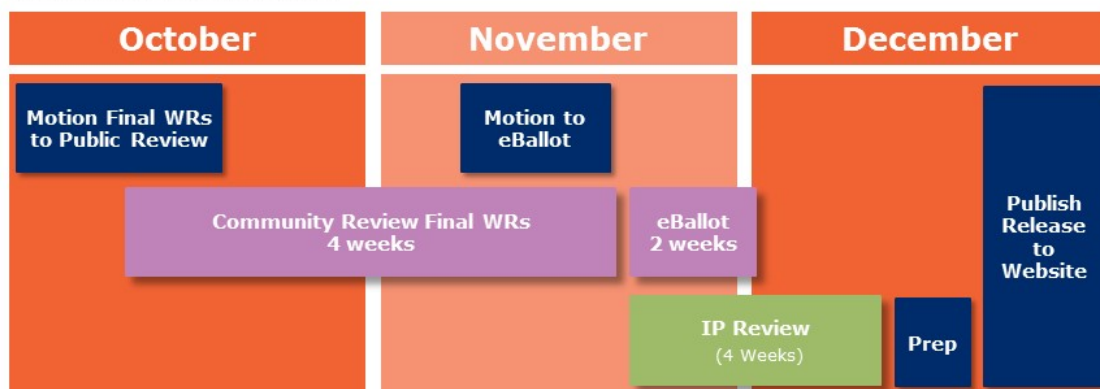 October
November
December
Motion Final WRs
to Public Review
Motion to
eBallot
Community Review Final WRs
4 weeks
eBallot
2 weeks
Publish
Release
to
Website
IP Review
(4 Weeks)
Prep